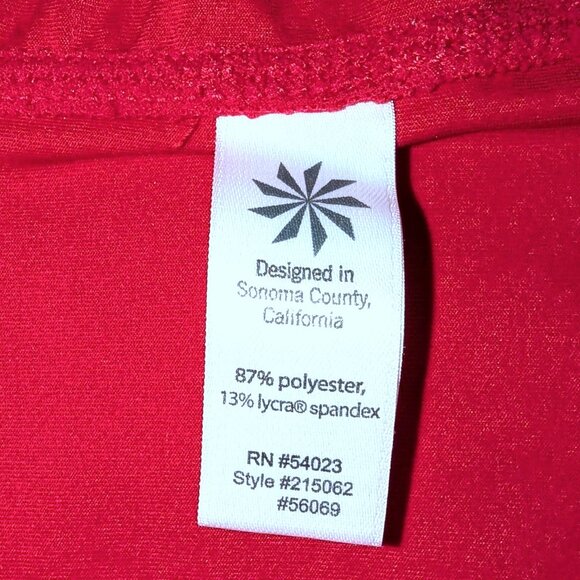 Designed in
Sonoma County,
California
87% polyester,
13% lycra® spandex
RN #54023
Style #215062
#56069